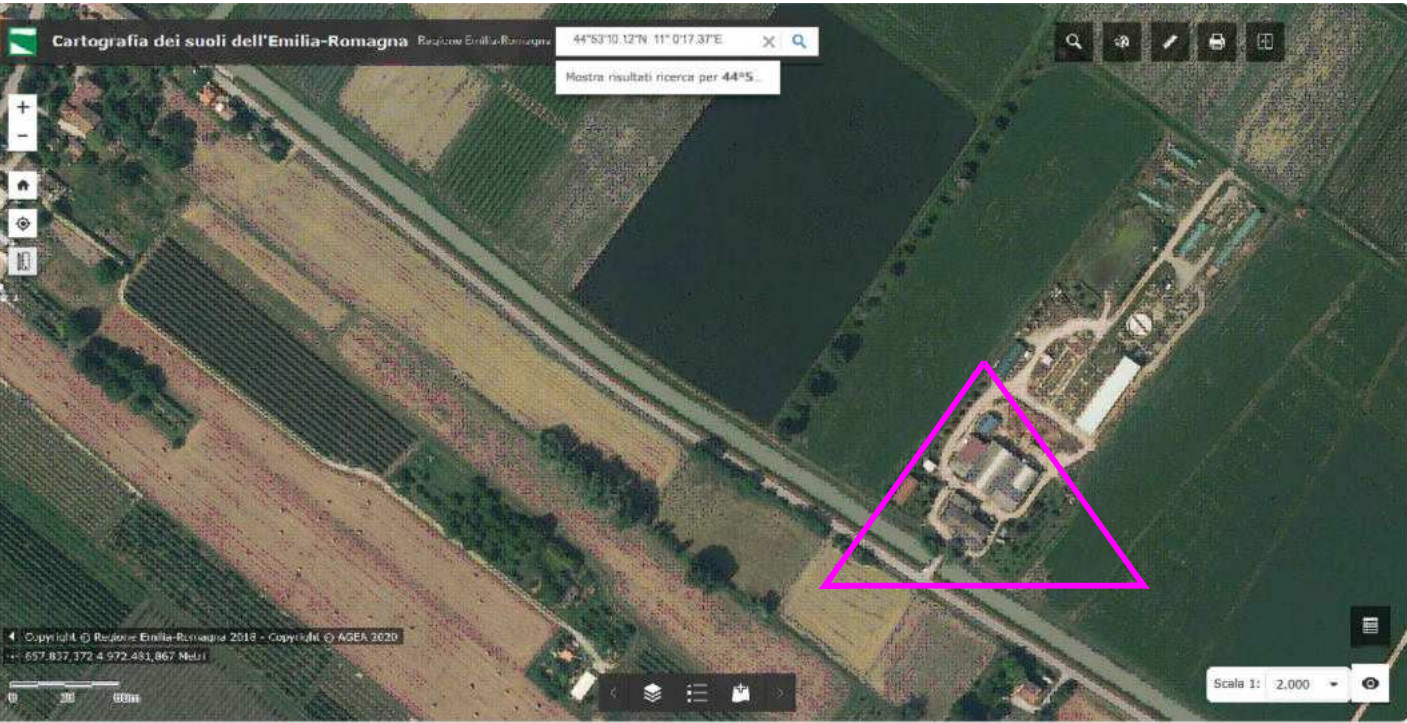 Cartografia dei suoli dell'Emilia-Romagna Regione Emilia-Romagna
44°53'10.12"N 11° 0'17.37"E
Mostra risultati ricerca per 44°5...
+
−
Copyright © Regione Emilia-Romagna 2018 - Copyright © AGEA 2020
657.837,372 4.972.481,867 Metri
0 30 60m
Scala 1: 2.000